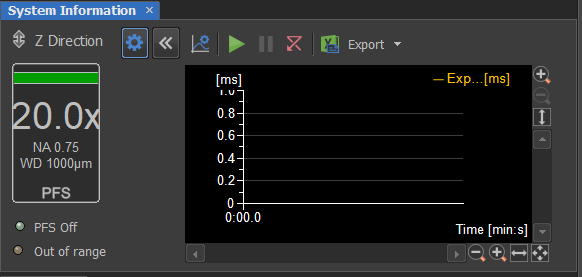 System Information ×
Z Direction
Export
20.0x
NA 0.75
WD 1000µm
PFS
PFS Off
Out of range
[ms]
Exp...[ms]
1.0
0.8
0.6
0.4
0.2
0
0:00.0
Time [min:s]